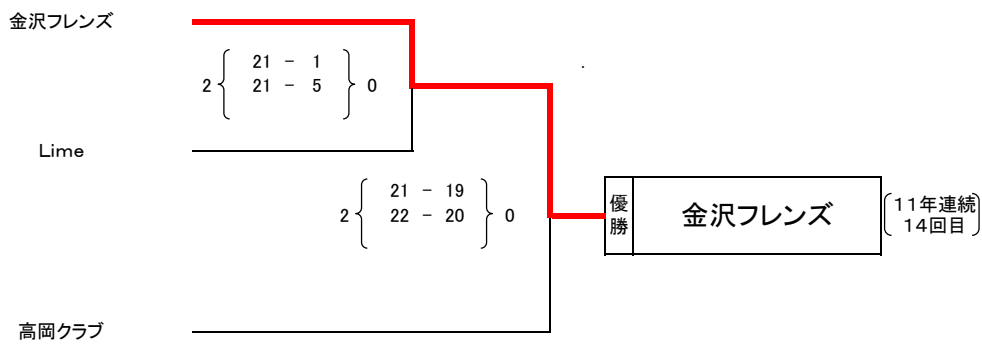 金沢フレンズ
21 － 1
2 21 － 5 0
Lime
21 － 19
2 22 － 20 0
優勝 金沢フレンズ
11年連続
14回目
高岡クラブ